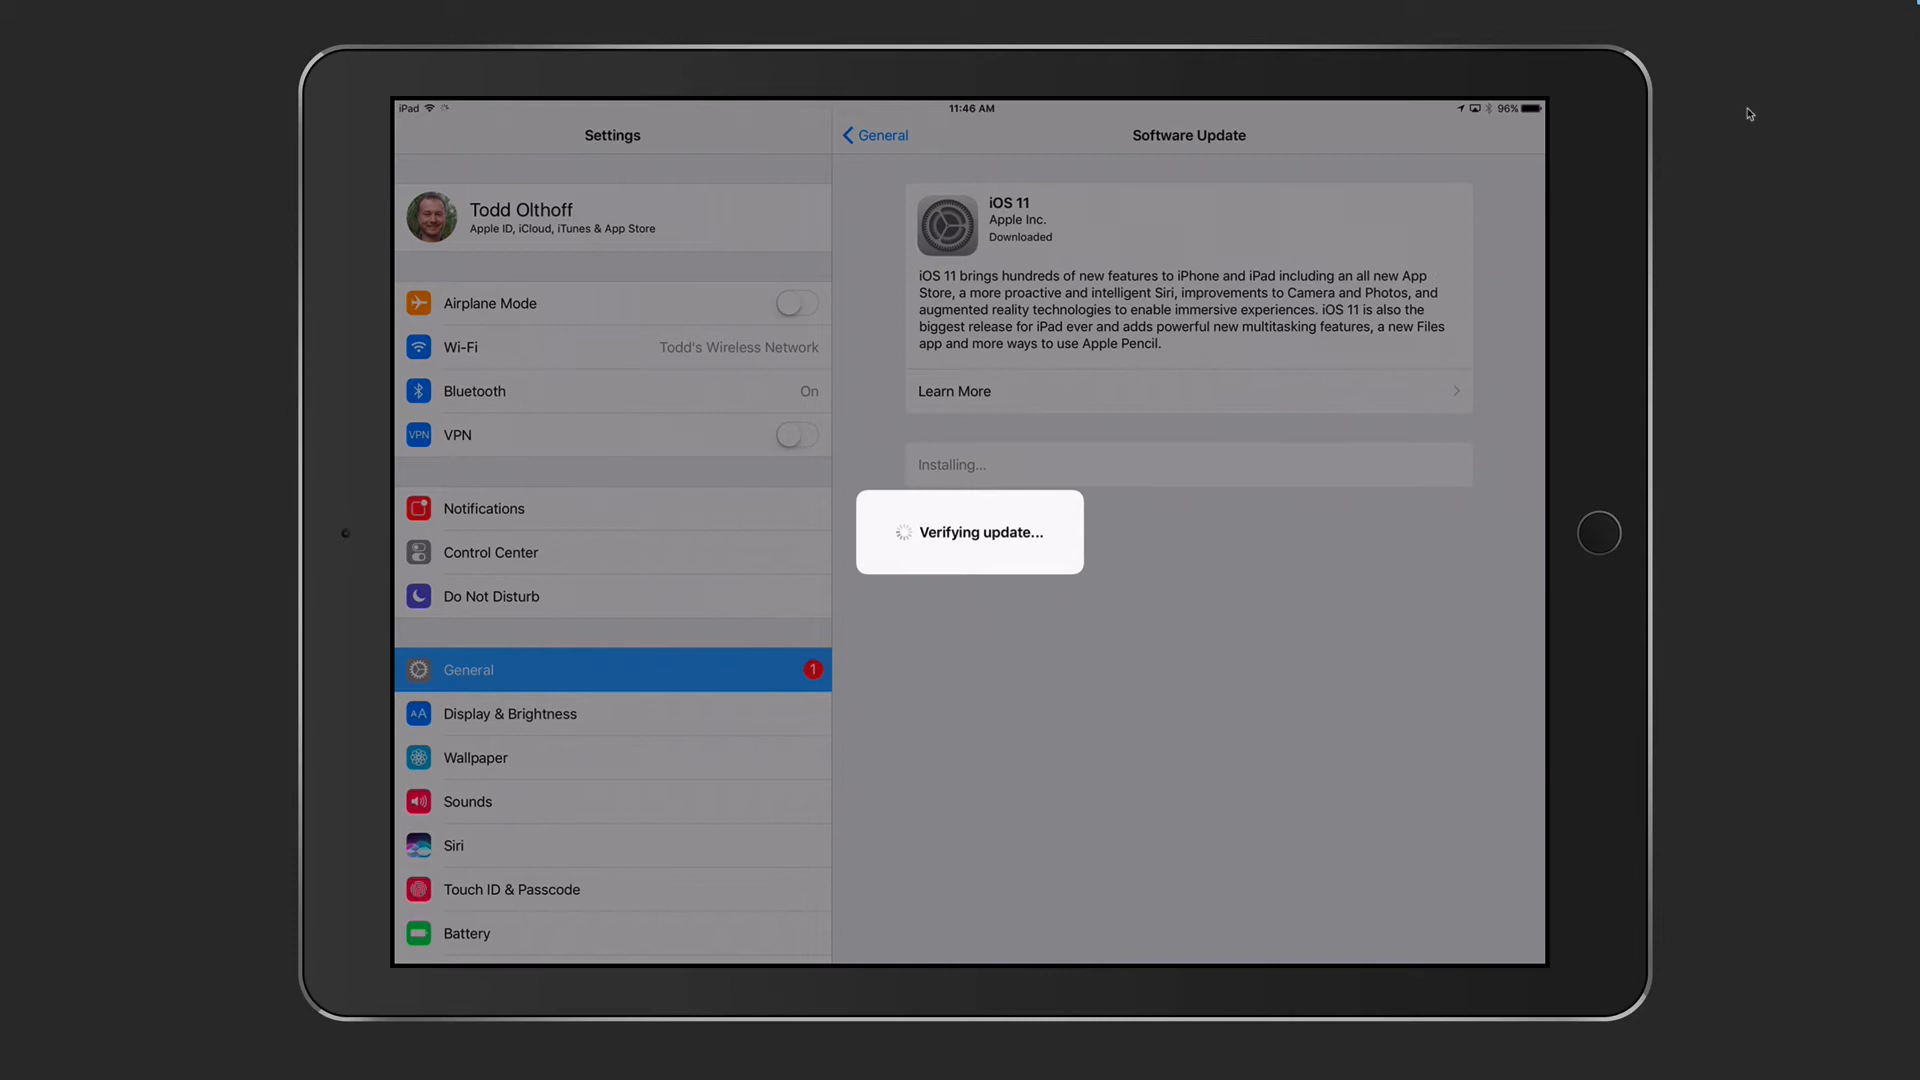 iPad
11:46 AM
96%
Settings
General
Software Update
Todd Olthoff
Apple ID, iCloud, iTunes & App Store
iOS 11
Apple Inc.
Downloaded
iOS 11 brings hundreds of new features to iPhone and iPad including an all new App
Store, a more proactive and intelligent Siri, improvements to Camera and Photos, and
augmented reality technologies to enable immersive experiences. iOS 11 is also the
biggest release for iPad ever and adds powerful new multitasking features, a new Files
app and more ways to use Apple Pencil.
Learn More
Installing...
Verifying update...
Airplane Mode
Wi-Fi
Todd's Wireless Network
Bluetooth
On
VPN
VPN
Notifications
Control Center
Do Not Disturb
General
1
AA
Display & Brightness
Wallpaper
Sounds
Siri
Touch ID & Passcode
Battery